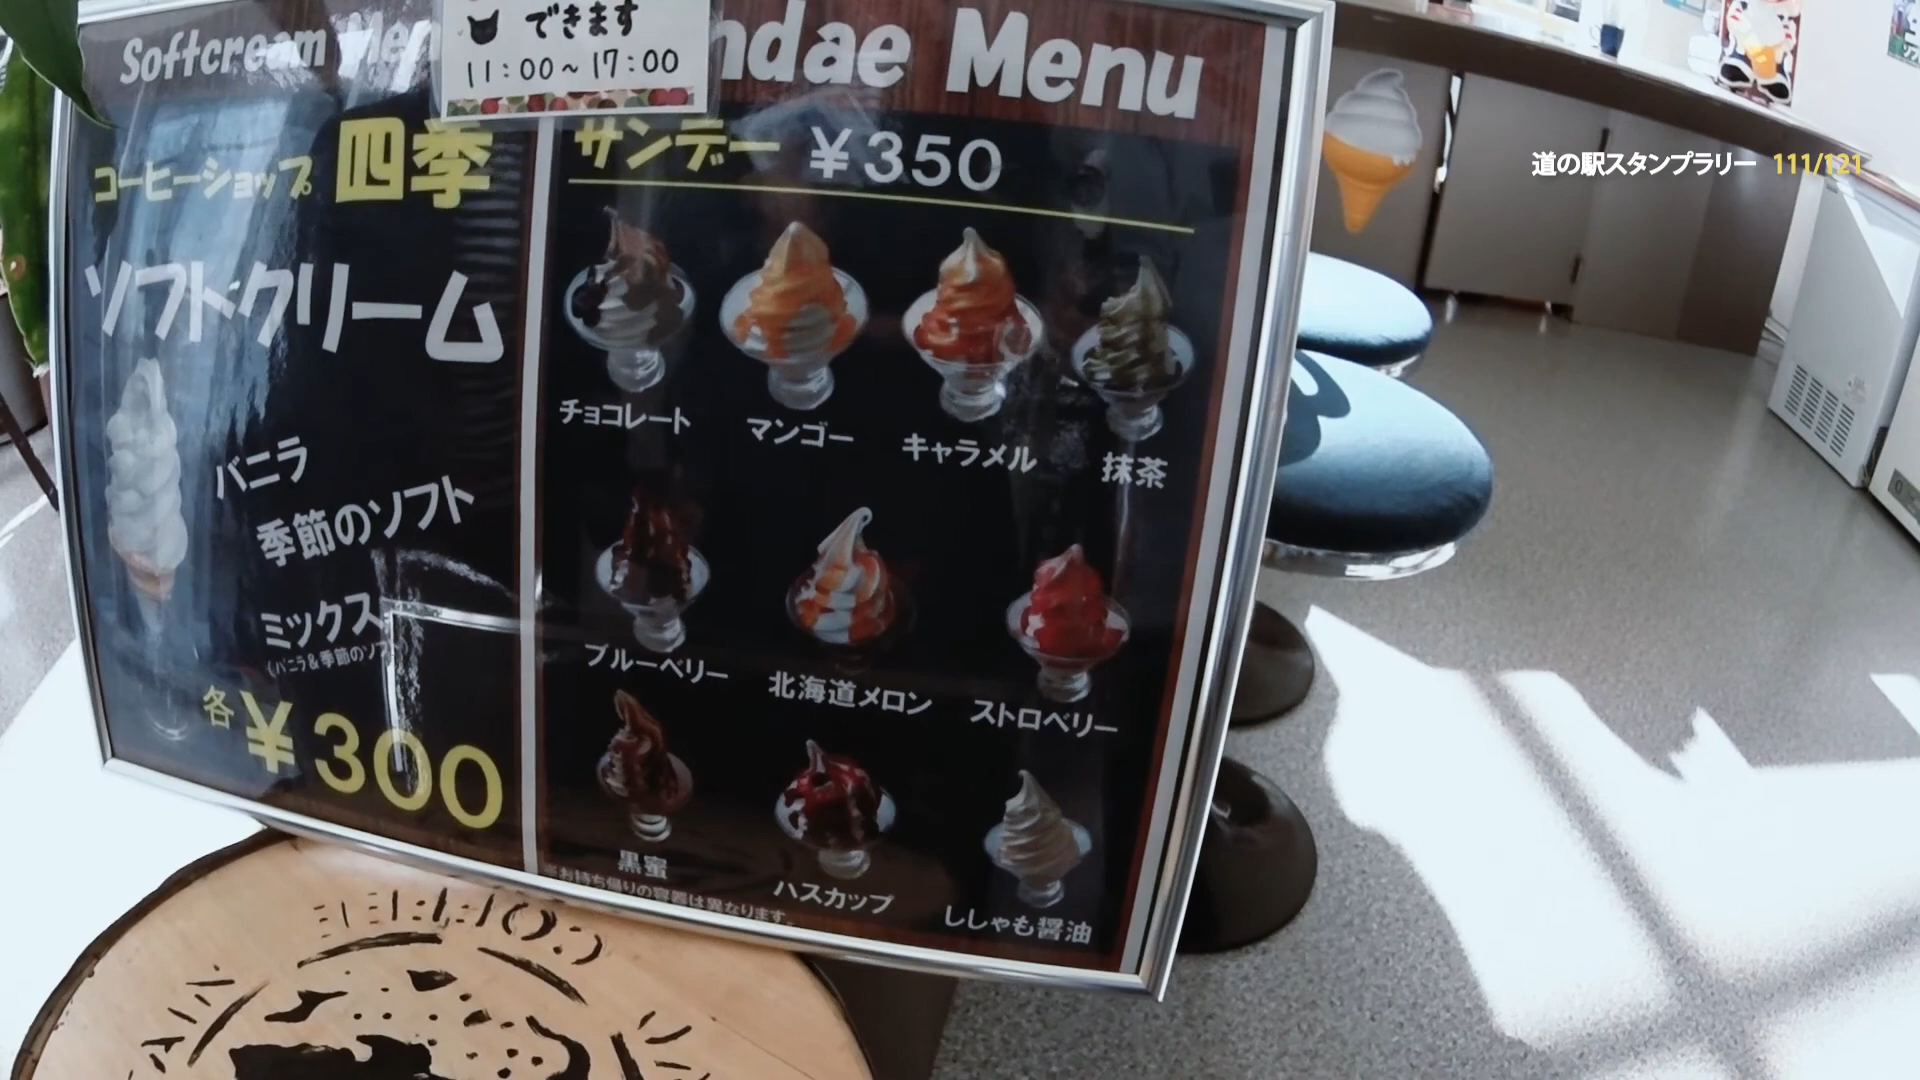 できます
11:00～17:00
Softcream Men
ndae Menu
コーヒーショップ 四季
ソフトクリーム
バニラ
季節のソフト
ミックス
(バニラ&季節のソフト)
各¥300
サンデー ¥350
チョコレート
マンゴー
キャラメル
抹茶
ブルーベリー
北海道メロン
ストロベリー
黒蜜
ハスカップ
ししゃも醤油
※お持ち帰りの容器は異なります。
道の駅スタンプラリー 111/121
COFFEE